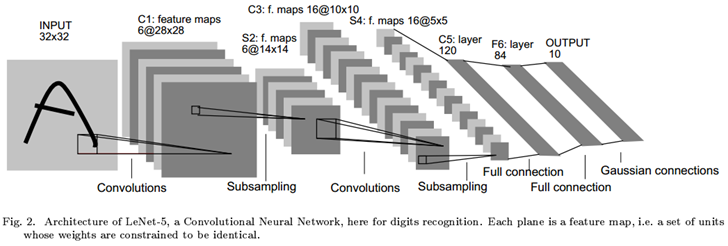 INPUT
32x32
C1: feature maps
6@28x28
S2: f. maps
6@14x14
C3: f. maps 16@10x10
S4: f. maps 16@5x5
C5: layer
120
F6: layer
84
OUTPUT
10
Convolutions
Subsampling
Convolutions
Subsampling
Full connection
Full connection
Gaussian connections
Fig. 2. Architecture of LeNet-5, a Convolutional Neural Network, here for digits recognition. Each plane is a feature map, i.e. a set of units
whose weights are constrained to be identical.